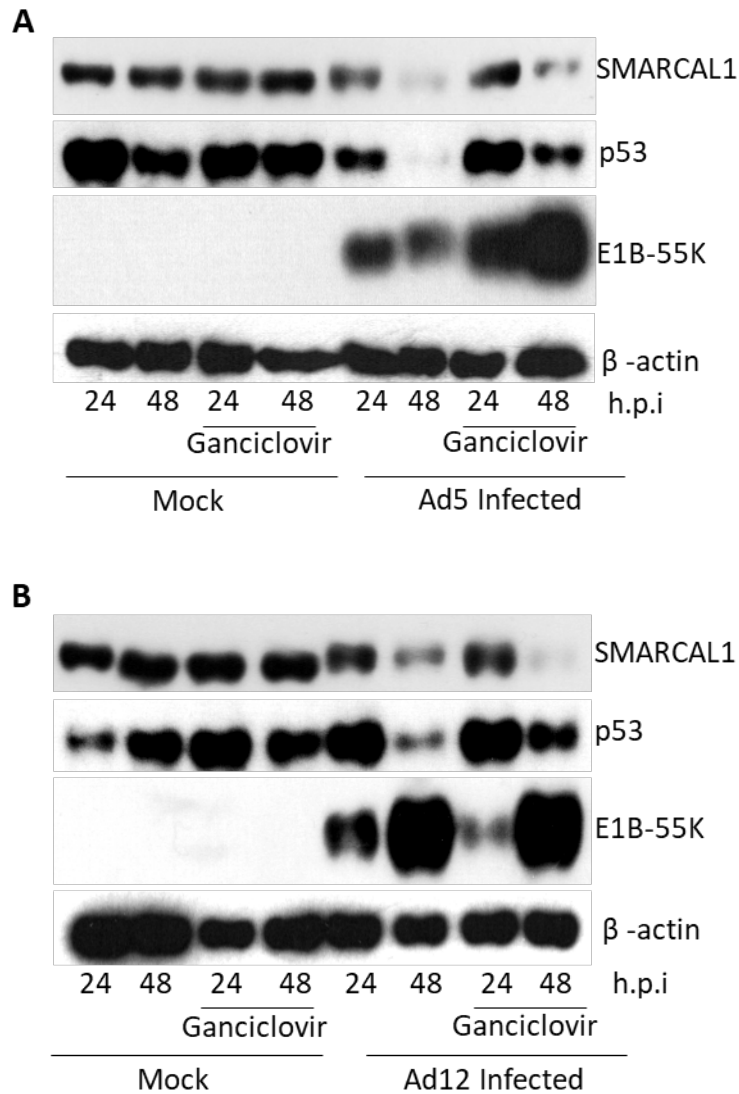 A
SMARCAL1
p53
E1B-55K
β -actin
24 48 24 48 24 48 24 48 h.p.i
Ganciclovir Ganciclovir
Mock Ad5 Infected
B
SMARCAL1
p53
E1B-55K
β -actin
24 48 24 48 24 48 24 48 h.p.i
Ganciclovir Ganciclovir
Mock Ad12 Infected